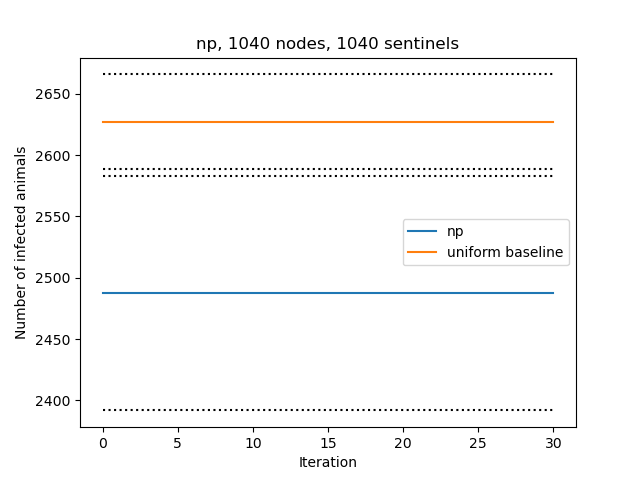 np, 1040 nodes, 1040 sentinels
Number of infected animals
2650
2600
2550
2500
2450
2400
np
uniform baseline
0 5 10 15 20 25 30
Iteration